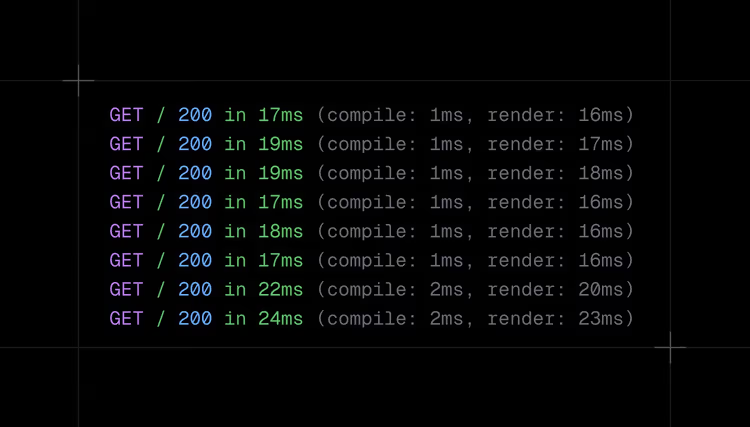 GET / 200 in 17ms (compile: 1ms, render: 16ms)
GET / 200 in 19ms (compile: 1ms, render: 17ms)
GET / 200 in 19ms (compile: 1ms, render: 18ms)
GET / 200 in 17ms (compile: 1ms, render: 16ms)
GET / 200 in 18ms (compile: 1ms, render: 16ms)
GET / 200 in 17ms (compile: 1ms, render: 16ms)
GET / 200 in 22ms (compile: 2ms, render: 20ms)
GET / 200 in 24ms (compile: 2ms, render: 23ms)